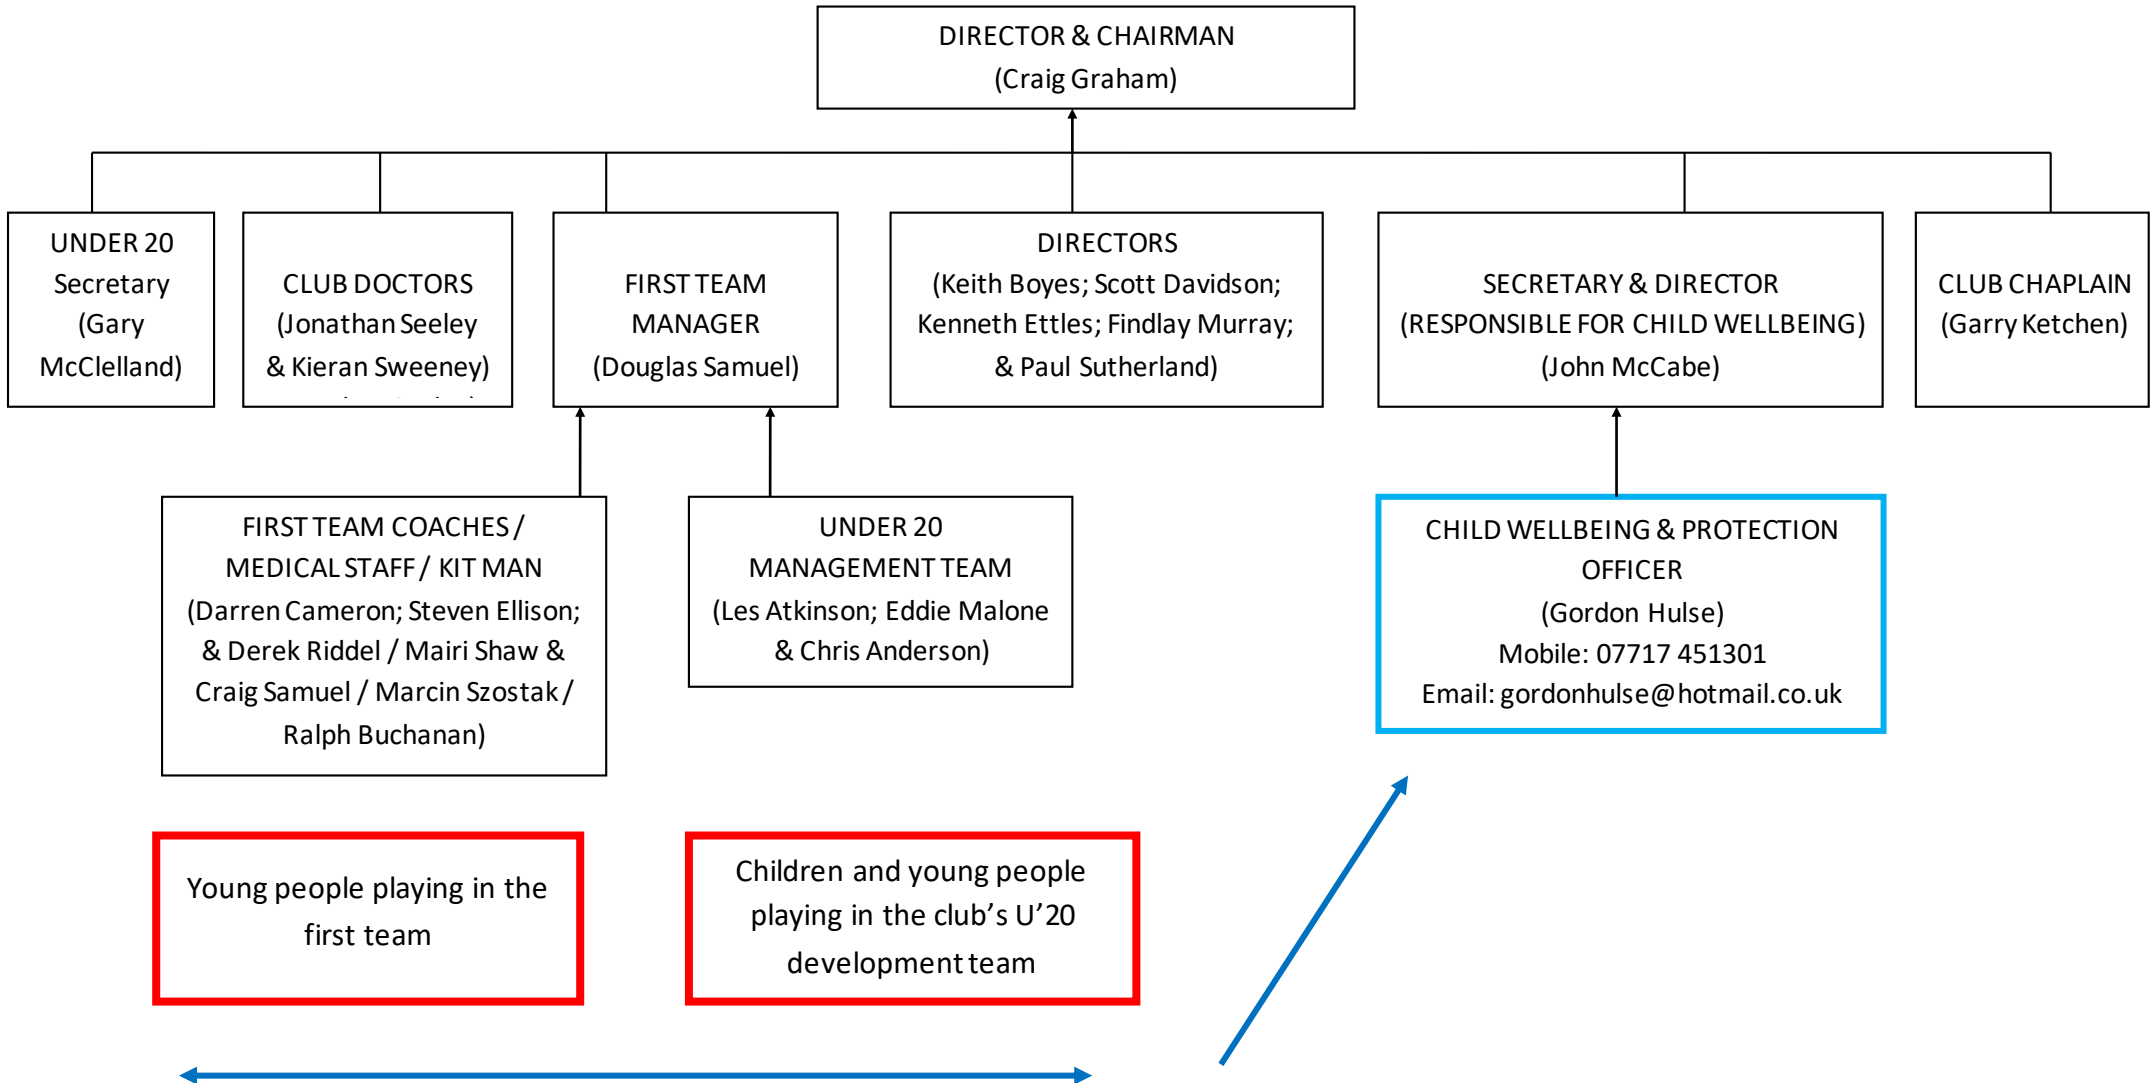 DIRECTOR & CHAIRMAN
(Craig Graham)
UNDER 20
Secretary
(Gary
McClelland)
CLUB DOCTORS
(Jonathan Seeley
& Kieran Sweeney)
FIRST TEAM
MANAGER
(Douglas Samuel)
DIRECTORS
(Keith Boyes; Scott Davidson;
Kenneth Ettles; Findlay Murray;
& Paul Sutherland)
SECRETARY & DIRECTOR
(RESPONSIBLE FOR CHILD WELLBEING)
(John McCabe)
CLUB CHAPLAIN
(Garry Ketchen)
FIRST TEAM COACHES /
MEDICAL STAFF / KIT MAN
(Darren Cameron; Steven Ellison;
& Derek Riddel / Mairi Shaw &
Craig Samuel / Marcin Szostak /
Ralph Buchanan)
UNDER 20
MANAGEMENT TEAM
(Les Atkinson; Eddie Malone
& Chris Anderson)
CHILD WELLBEING & PROTECTION
OFFICER
(Gordon Hulse)
Mobile: 07717 451301
Email: gordonhulse@hotmail.co.uk
Young people playing in the
first team
Children and young people
playing in the club’s U’20
development team